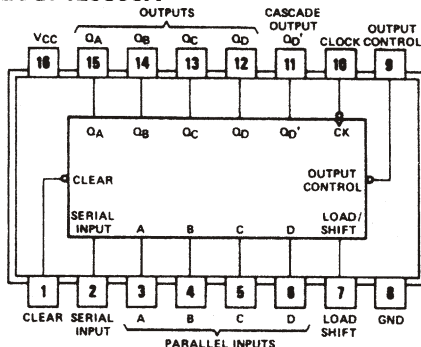 OUTPUTS
CASCADE OUTPUT
OUTPUT CONTROL
VCC QA QB QC QD QD' CLOCK
16 15 14 13 12 11 10 9
QA QB QC QD QD' CK
CLEAR
OUTPUT CONTROL
SERIAL INPUT A B C D LOAD/ SHIFT
1 2 3 4 5 6 7 8
CLEAR SERIAL INPUT A B C D LOAD SHIFT GND
PARALLEL INPUTS